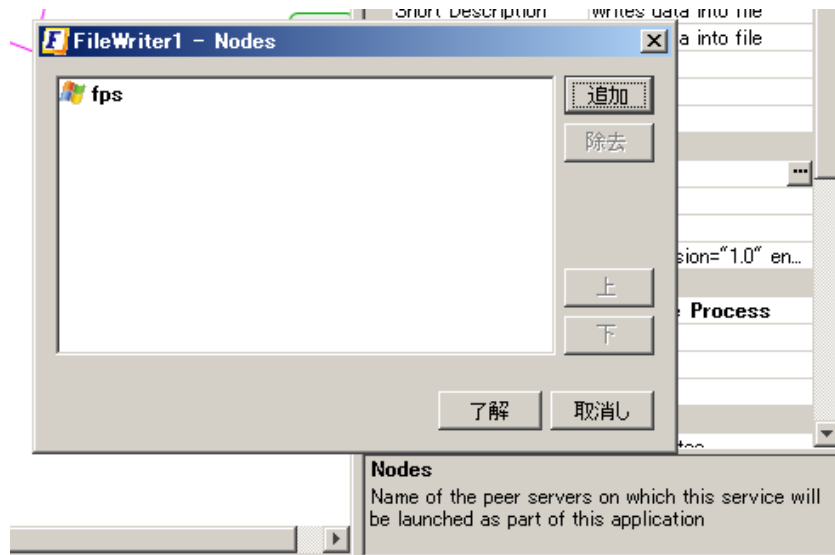 Short Description
Writes data into file
FileWriter1 - Nodes
a into file
fps
追加
除去
...
sion="1.0" en...
上
Process
下
了解
取消し
Nodes
Name of the peer servers on which this service will
be launched as part of this application